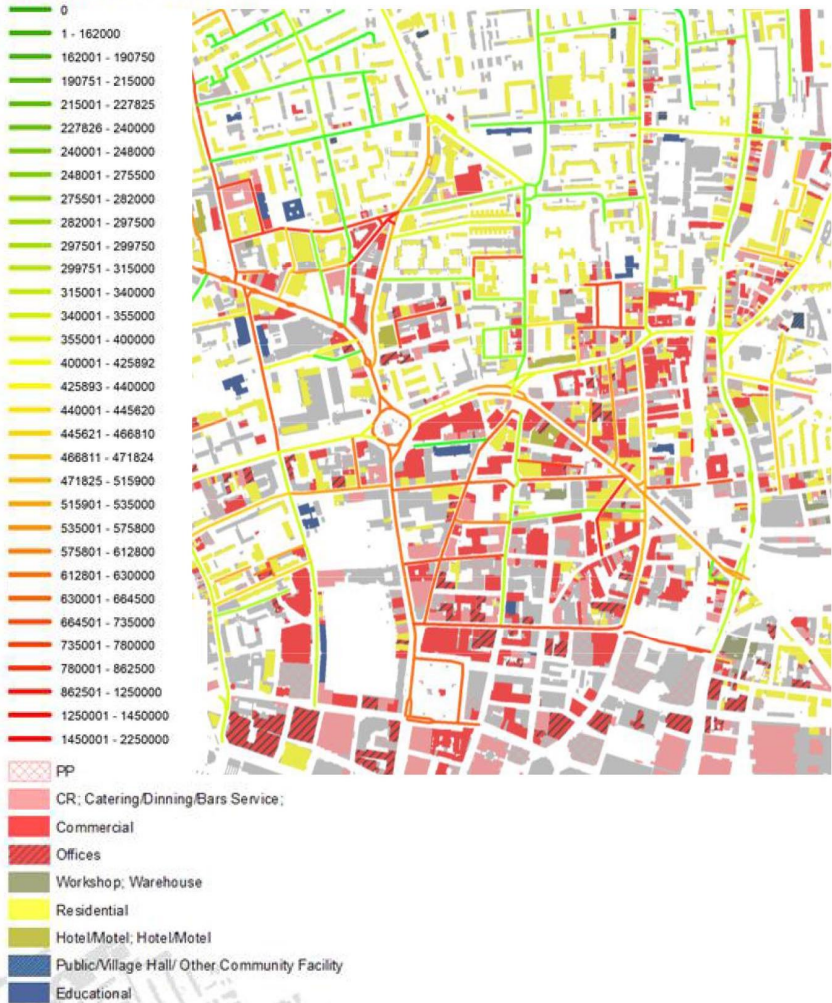 0
1 - 162000
162001 - 190750
190751 - 215000
215001 - 227825
227826 - 240000
240001 - 248000
248001 - 275500
275501 - 282000
282001 - 297500
297501 - 299750
299751 - 315000
315001 - 340000
340001 - 355000
355001 - 400000
400001 - 425892
425893 - 440000
440001 - 445620
445621 - 466810
466811 - 471824
471825 - 515900
515901 - 535000
535001 - 575800
575801 - 612800
612801 - 630000
630001 - 664500
664501 - 735000
735001 - 780000
780001 - 862500
862501 - 1250000
1250001 - 1450000
1450001 - 2250000
PP
CR; Catering/Dinning/Bars Service;
Commercial
Offices
Workshop; Warehouse
Residential
Hotel/Motel; Hotel/Motel
Public/Village Hall/ Other Community Facility
Educational